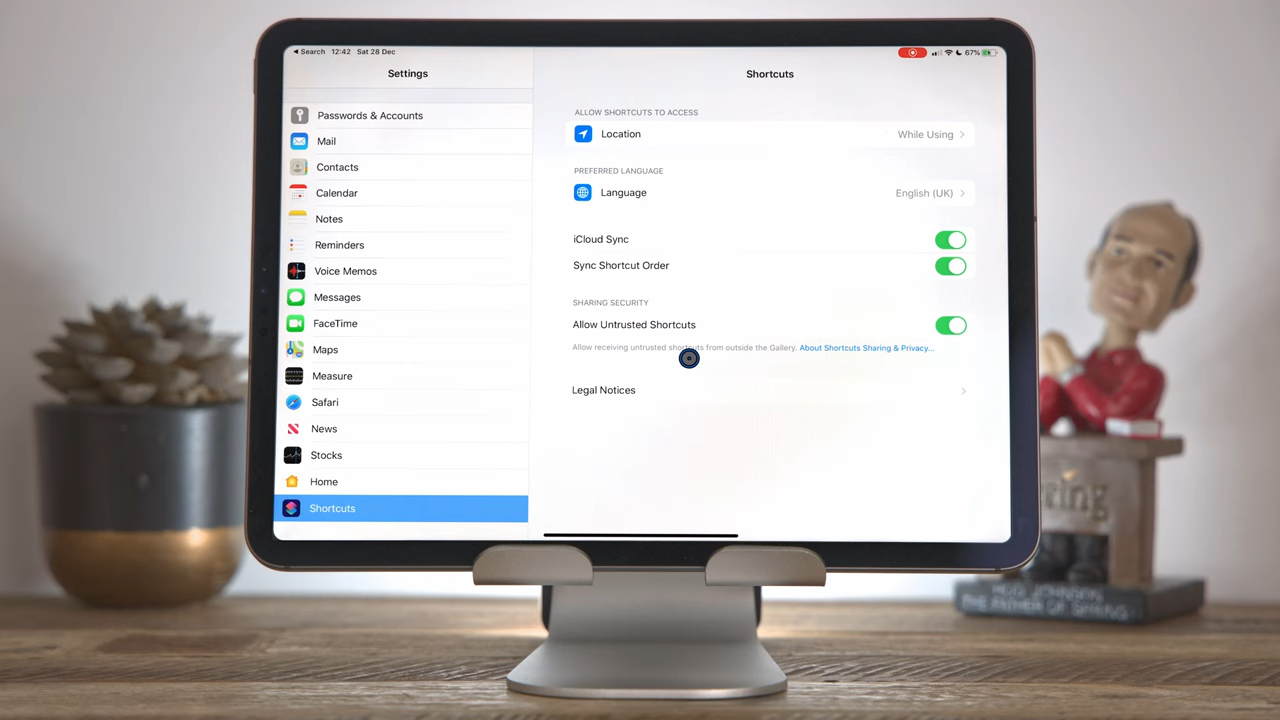 Search 12:42 Sat 28 Dec
67%
Settings
Passwords & Accounts
Mail
Contacts
Calendar
Notes
Reminders
Voice Memos
Messages
FaceTime
Maps
Measure
Safari
News
Stocks
Home
Shortcuts
Shortcuts
ALLOW SHORTCUTS TO ACCESS
Location While Using
PREFERRED LANGUAGE
Language English (UK)
iCloud Sync
Sync Shortcut Order
SHARING SECURITY
Allow Untrusted Shortcuts
Allow receiving untrusted shortcuts from outside the Gallery. About Shortcuts Sharing & Privacy...
Legal Notices
ring
ROD JOHNSON
THE FATHER OF SPRING